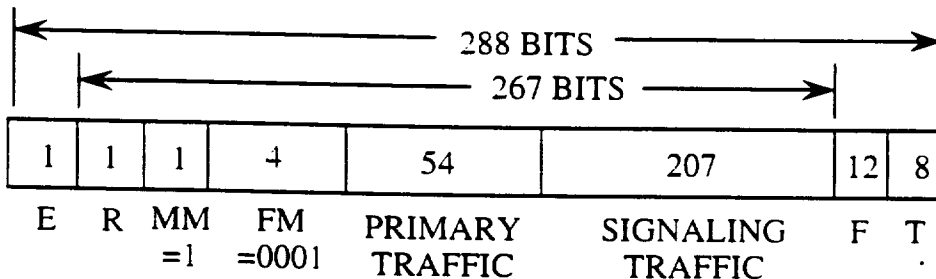 288 BITS
267 BITS
1 1 1 4 54 207 12 8
E R MM =1 FM =0001 PRIMARY TRAFFIC SIGNALING TRAFFIC F T